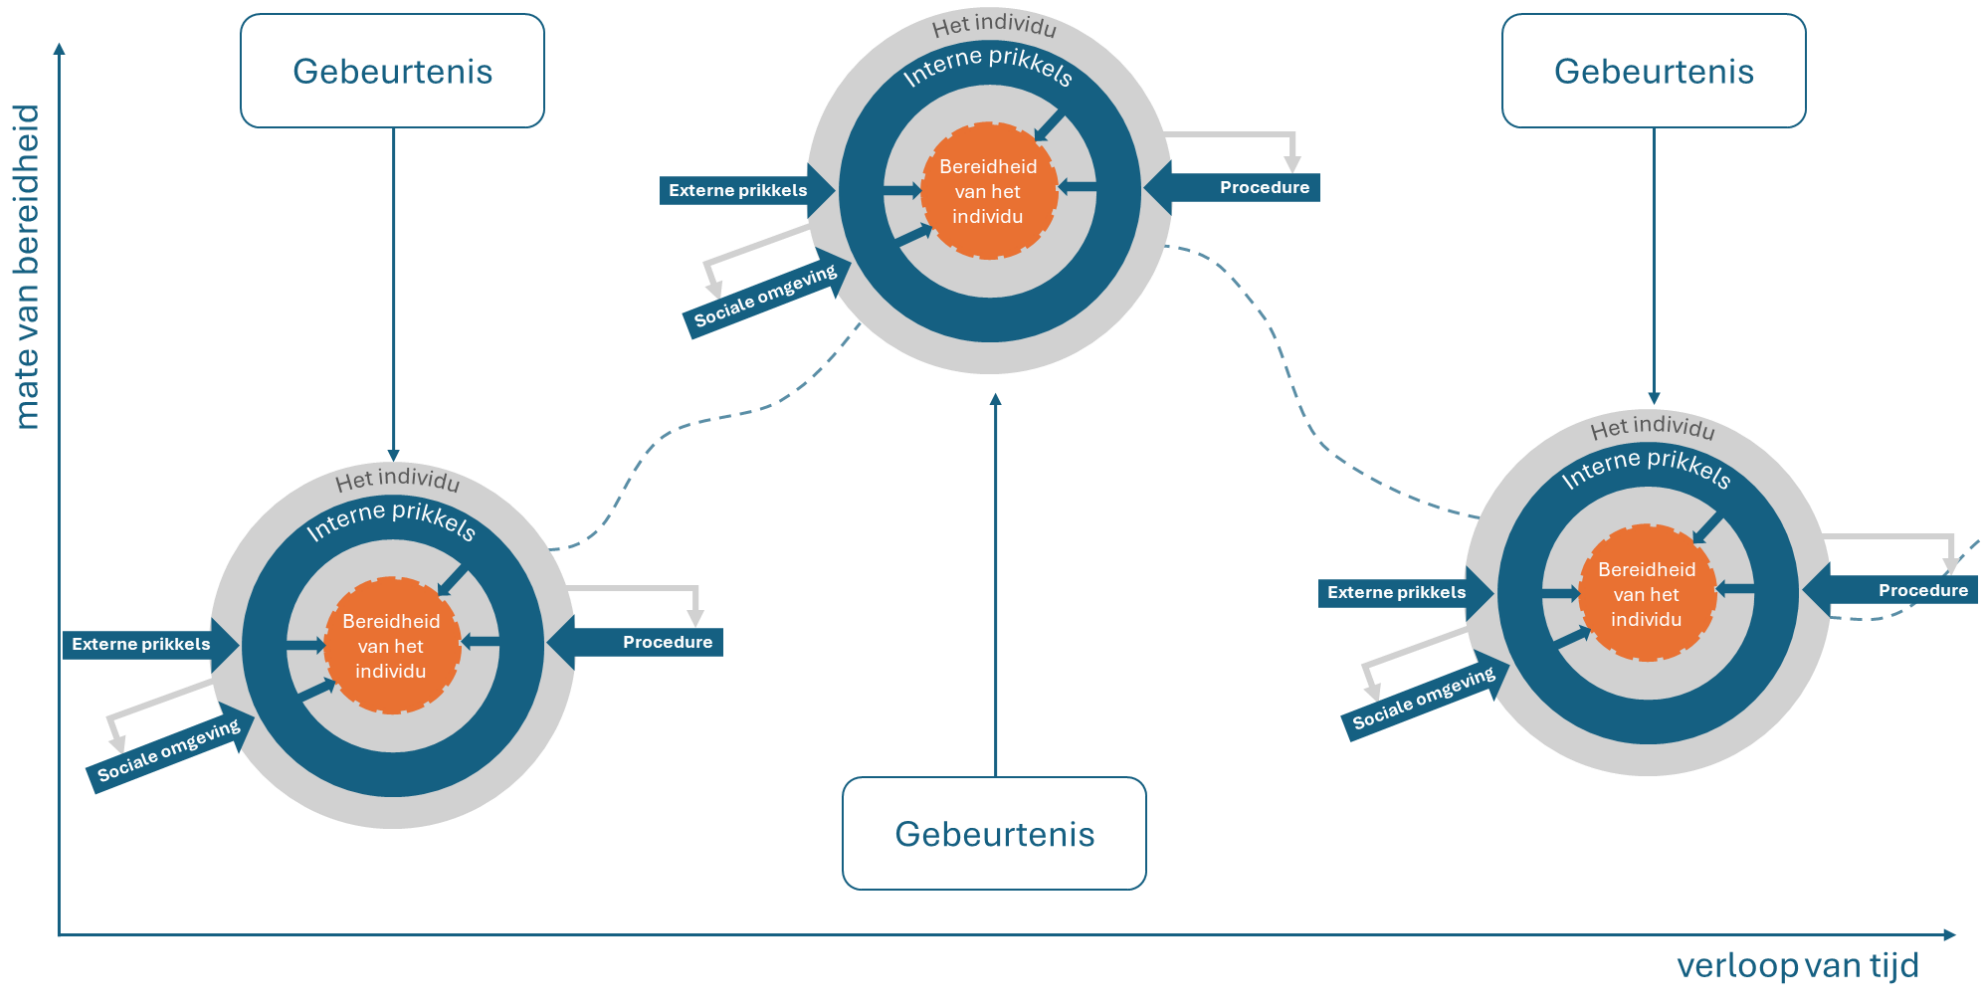 mate van bereidheid
Gebeurtenis
Het individu
Interne prikkels
Bereidheid
van het
individu
Externe prikkels
Sociale omgeving
Procedure
Het individu
Interne prikkels
Bereidheid
van het
individu
Externe prikkels
Sociale omgeving
Procedure
Gebeurtenis
Gebeurtenis
Het individu
Interne prikkels
Bereidheid
van het
individu
Externe prikkels
Sociale omgeving
Procedure
verloop van tijd